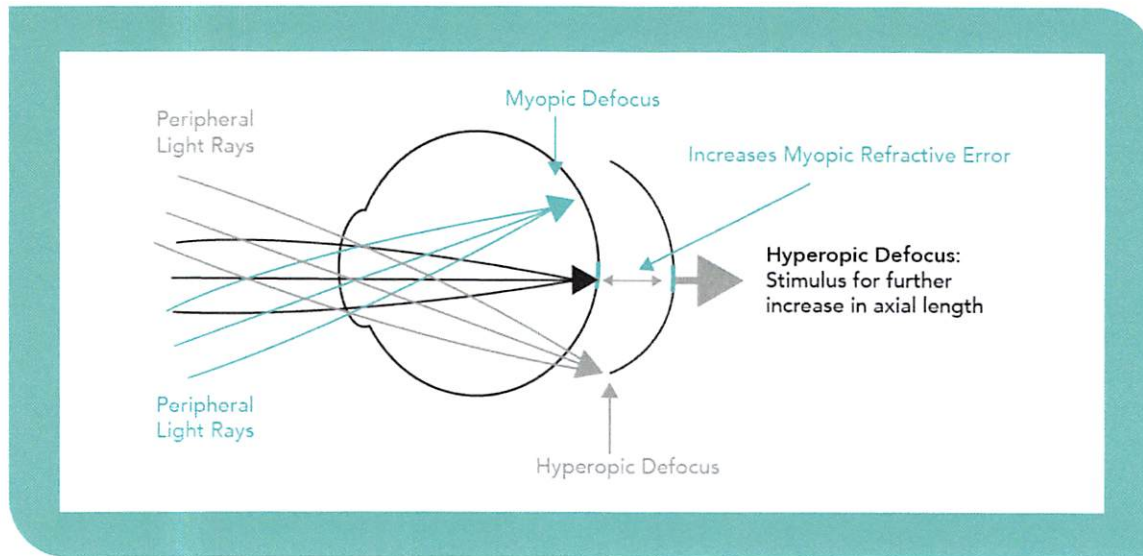 Peripheral
Light Rays
Myopic Defocus
Increases Myopic Refractive Error
Hyperopic Defocus:
Stimulus for further
increase in axial length
Peripheral
Light Rays
Hyperopic Defocus